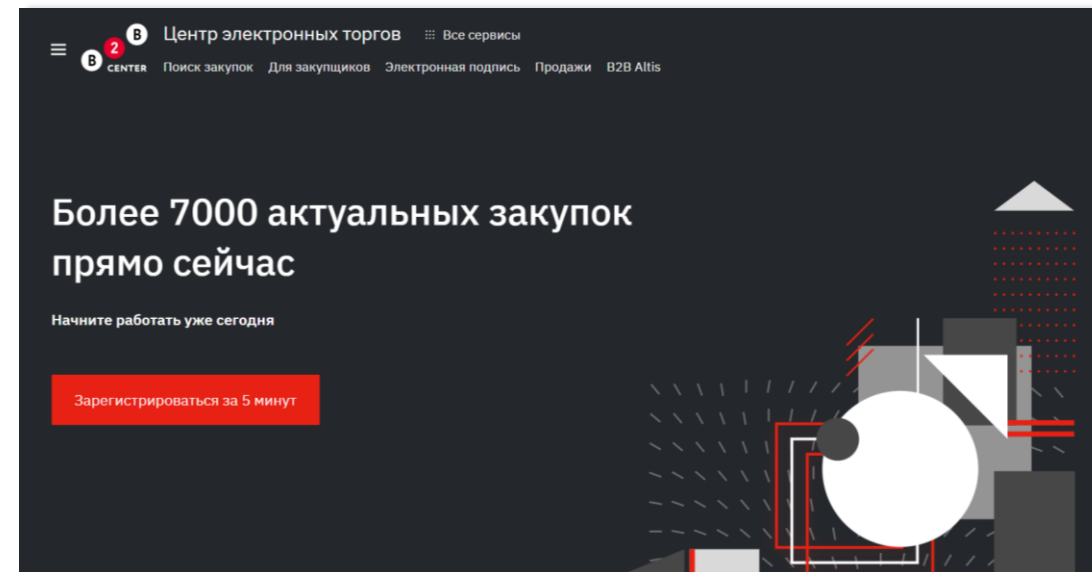 B2B CENTER
Центр электронных торгов Все сервисы
Поиск закупок Для закупщиков Электронная подпись Продажи B2B Altis
Более 7000 актуальных закупок
прямо сейчас
Начните работать уже сегодня
Зарегистрироваться за 5 минут